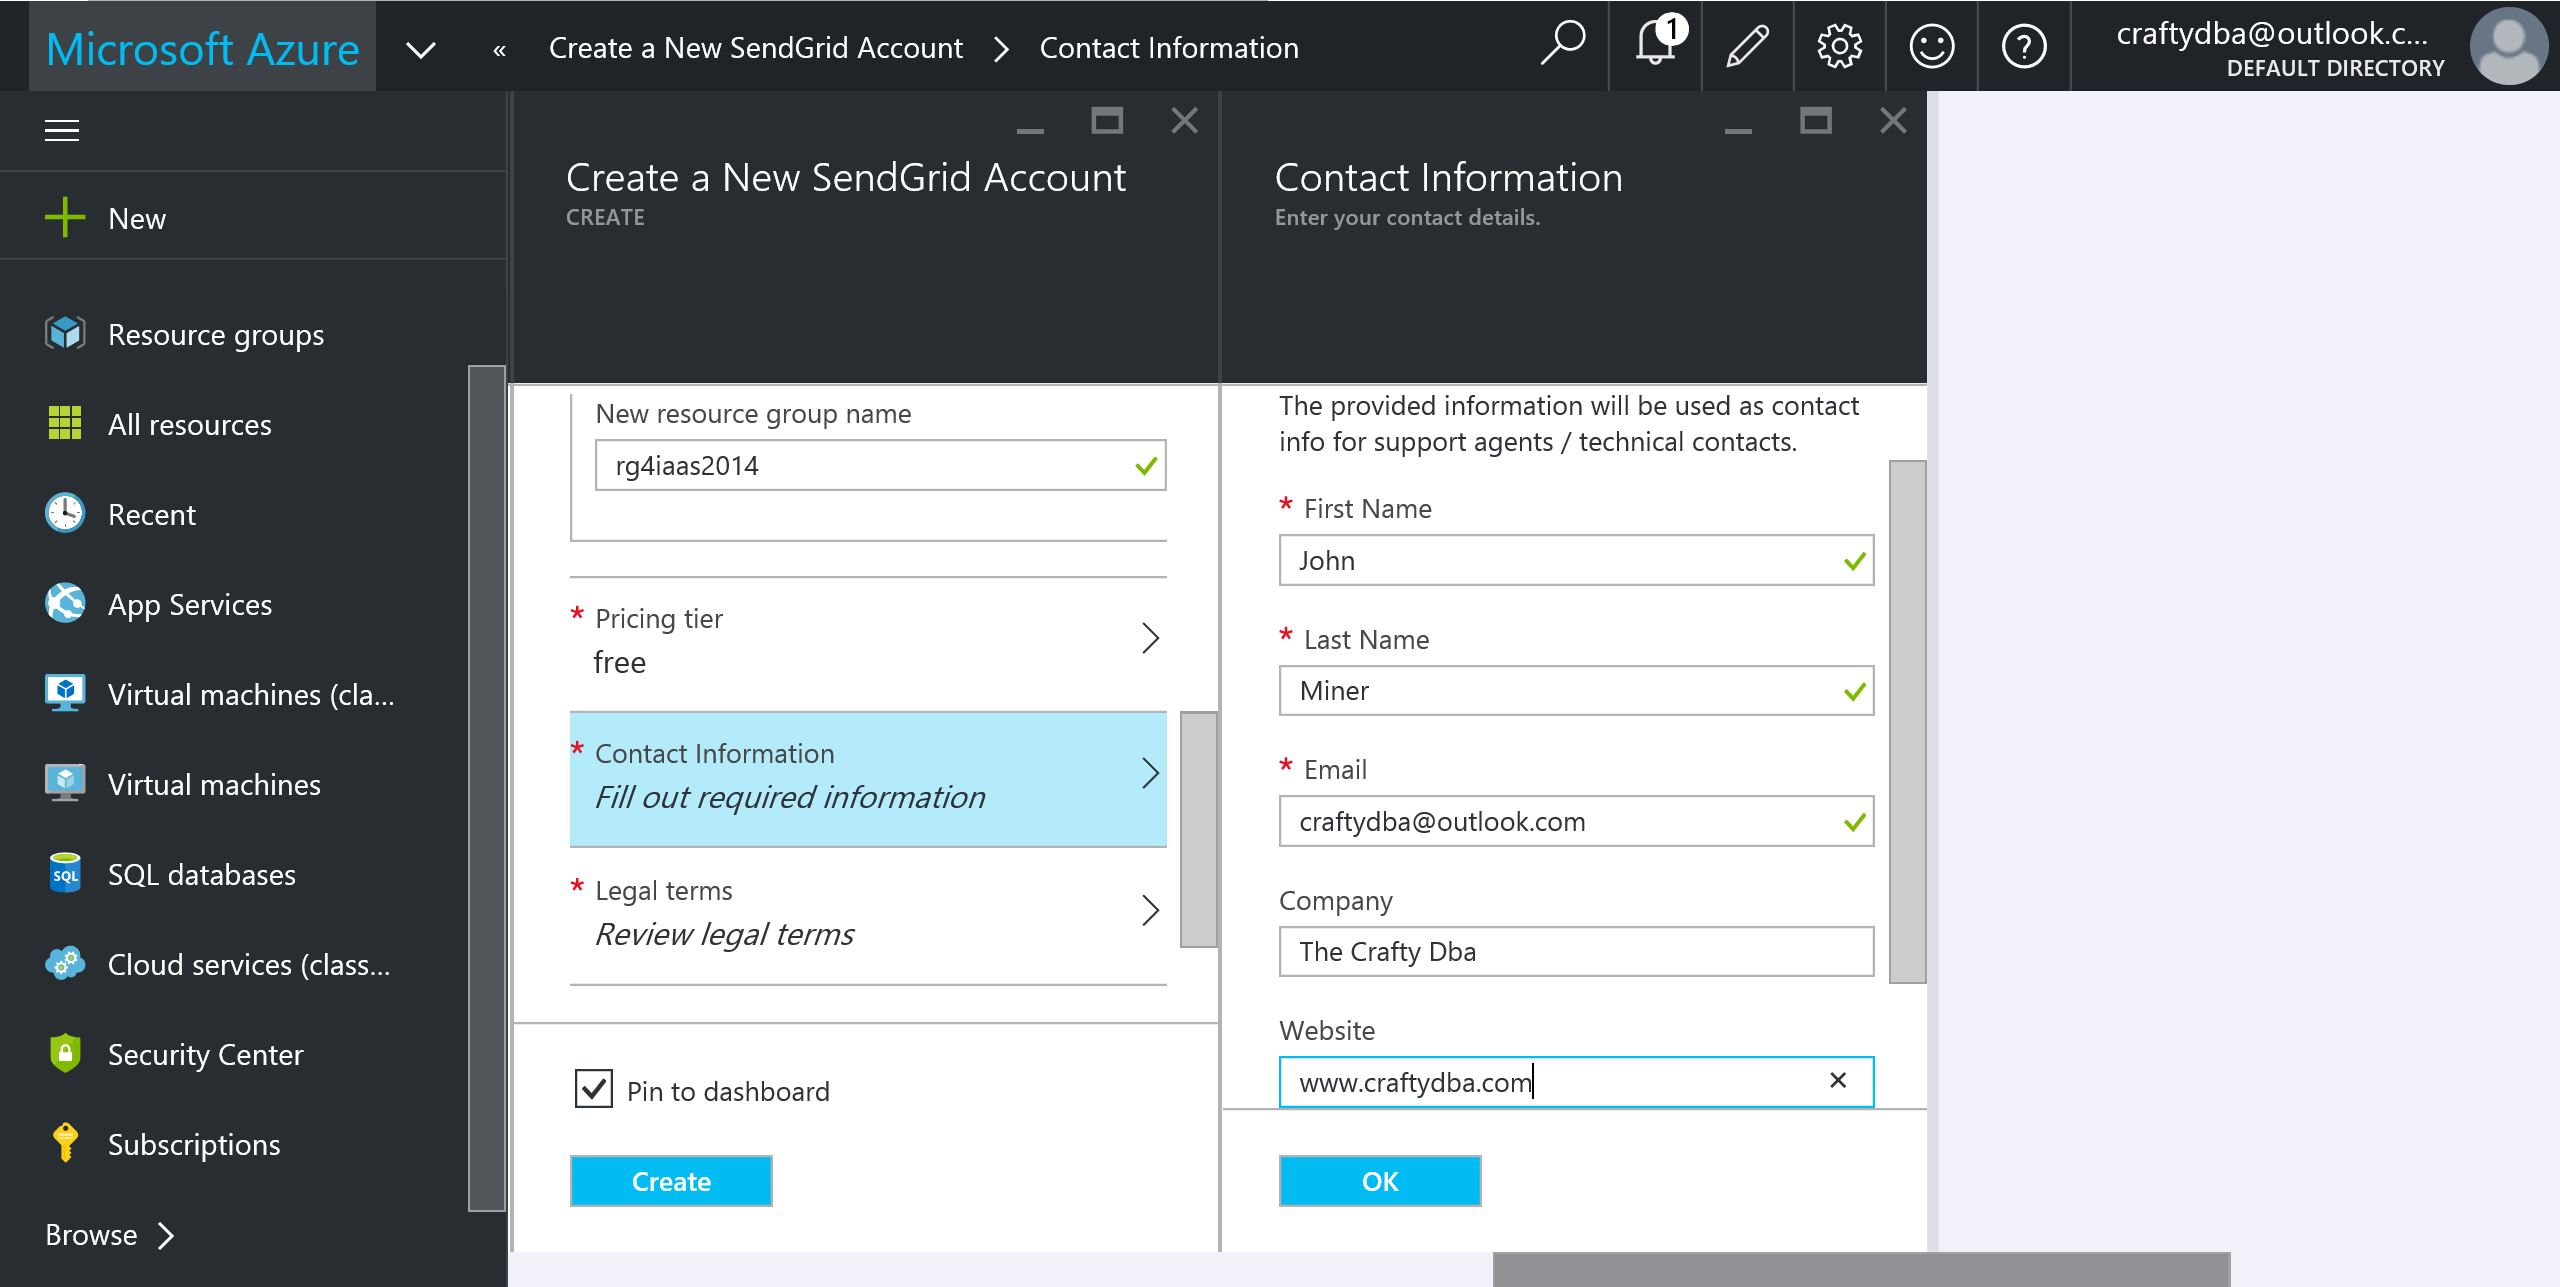 Microsoft Azure
« Create a New SendGrid Account > Contact Information
1
craftydba@outlook.c...
DEFAULT DIRECTORY
New
Resource groups
All resources
Recent
App Services
Virtual machines (cla...
Virtual machines
SQL
SQL databases
Cloud services (class...
Security Center
Subscriptions
Browse >
Create a New SendGrid Account
CREATE
New resource group name
rg4iaas2014
* Pricing tier
free
* Contact Information
Fill out required information
* Legal terms
Review legal terms
Pin to dashboard
Create
Contact Information
Enter your contact details.
The provided information will be used as contact
info for support agents / technical contacts.
* First Name
John
* Last Name
Miner
* Email
craftydba@outlook.com
Company
The Crafty Dba
Website
www.craftydba.com
OK